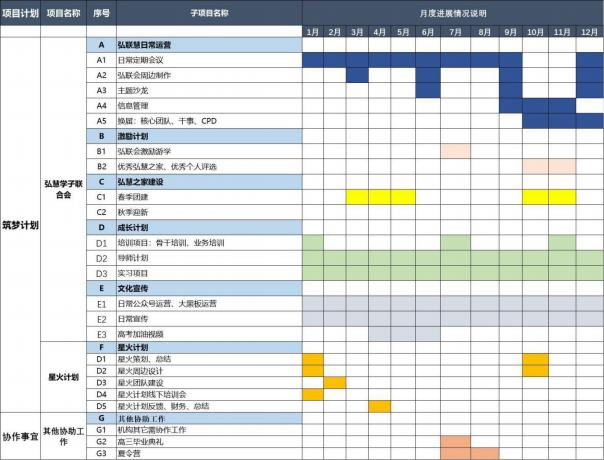 项目计划 项目名称 序号 子项目名称 月度进展情况说明
1月 2月 3月 4月 5月 6月 7月 8月 9月 10月 11月 12月
筑梦计划
弘慧学子联合会
A 弘联慧日常运营
A1 日常定期会议
A2 弘联会周边制作
A3 主题沙龙
A4 信息管理
A5 换届：核心团队、干事、CPD
B 激励计划
B1 弘联会激励游学
B2 优秀弘慧之家、优秀个人评选
C 弘慧之家建设
C1 春季团建
C2 秋季迎新
D 成长计划
D1 培训项目：骨干培训、业务培训
D2 导师计划
D3 实习项目
E 文化宣传
E1 日常公众号运营、大黑板运营
E2 日常宣传
E3 高考加油视频
星火计划
F 星火计划
D1 星火策划、总结
D2 星火周边设计
D3 星火团队建设
D4 星火计划线下培训会
D5 星火计划反馈、财务、总结
协作事宜
其他协助工作
G 其他协助工作
G1 机构其它需协作工作
G2 高三毕业典礼
G3 夏令营